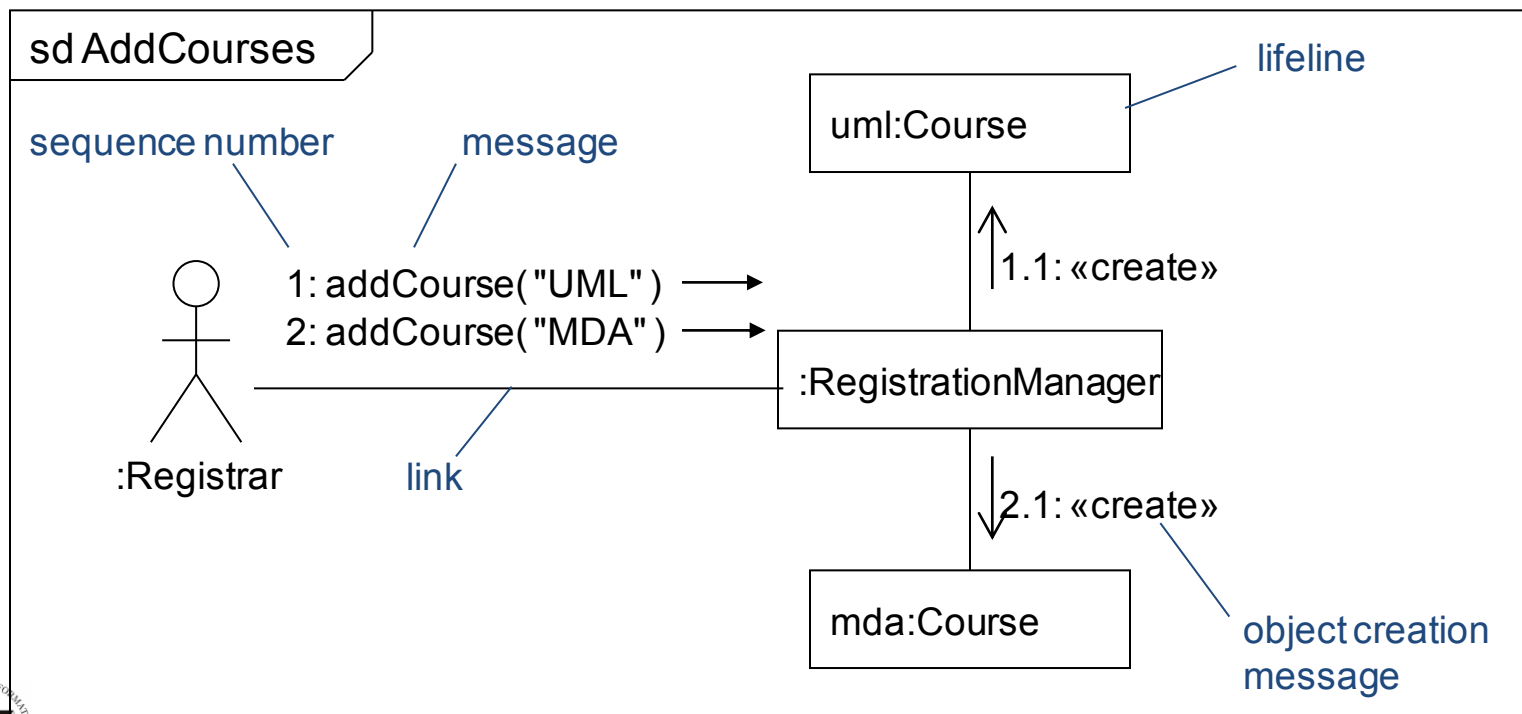 sd AddCourses
lifeline
uml:Course
sequence number
message
1: addCourse("UML")
1.1: «create»
2: addCourse("MDA")
:RegistrationManager
:Registrar
link
2.1: «create»
mda:Course
object creation
message